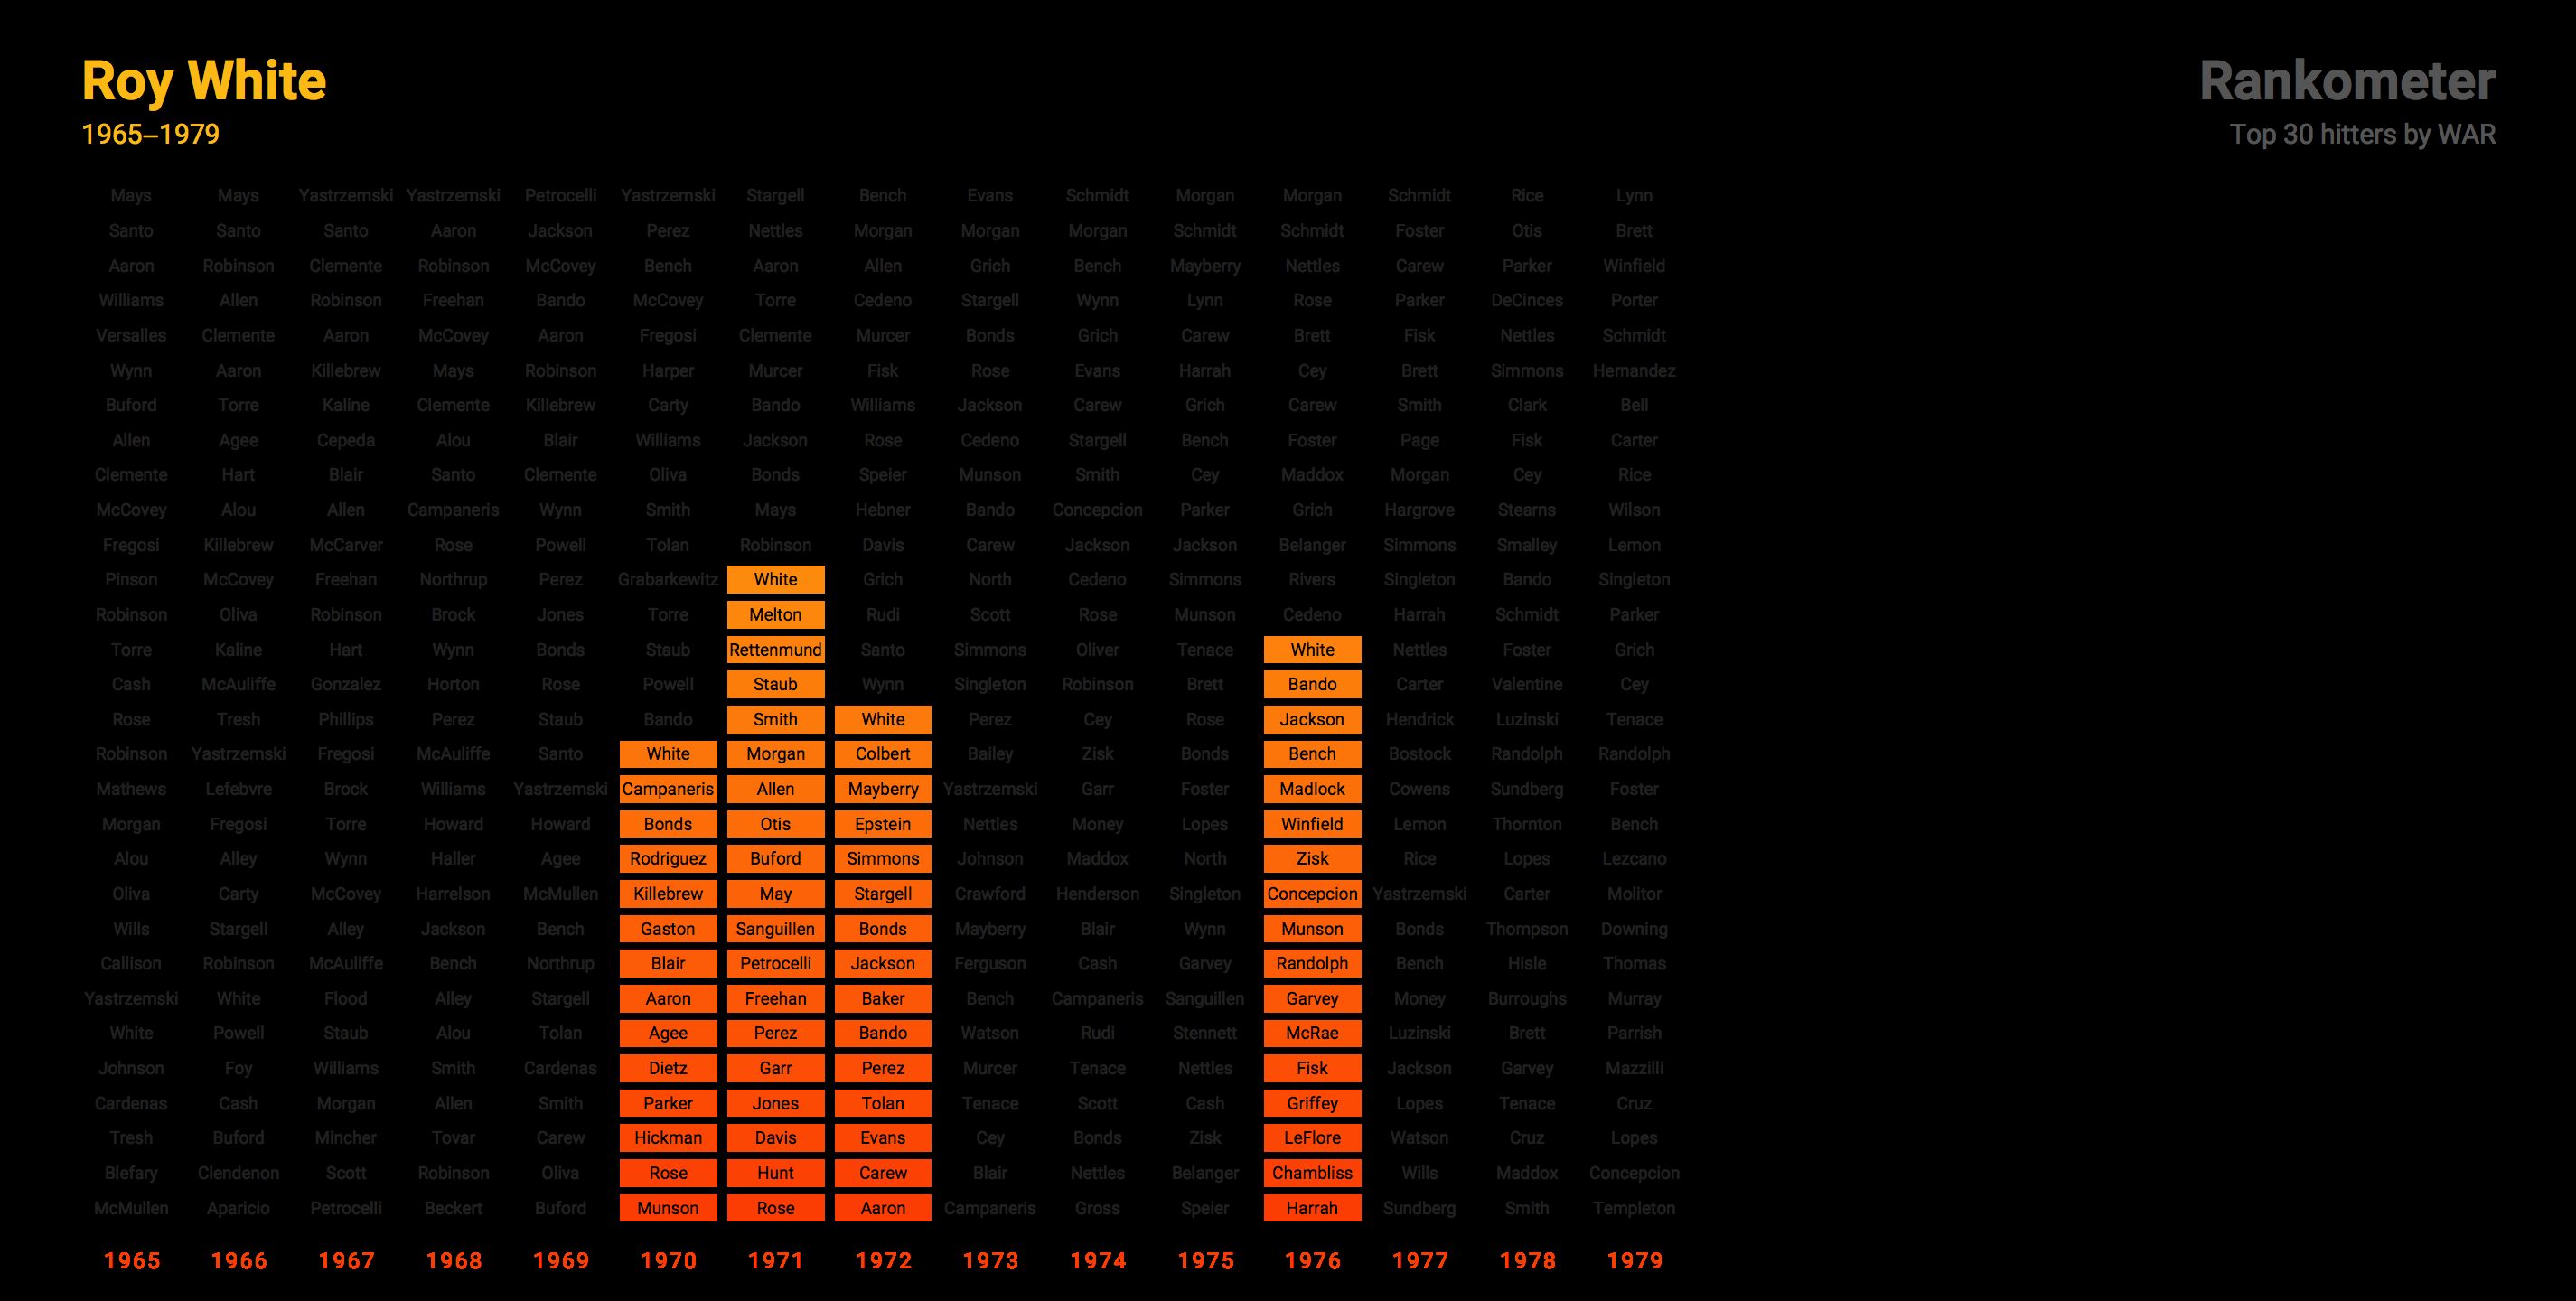 Roy White
1965–1979
Rankometer
Top 30 hitters by WAR
Mays Mays Yastrzemski Yastrzemski Petrocelli Yastrzemski Stargell Bench Evans Schmidt Morgan Morgan Schmidt Rice Lynn
Santo Santo Santo Aaron Jackson Perez Nettles Morgan Morgan Morgan Schmidt Schmidt Foster Otis Brett
Aaron Robinson Clemente Robinson McCovey Bench Aaron Allen Grich Bench Mayberry Nettles Carew Parker Winfield
Williams Allen Robinson Freehan Bando McCovey Torre Cedeno Stargell Wynn Lynn Rose Parker DeCinces Porter
Versalles Clemente Aaron McCovey Aaron Fregosi Clemente Murcer Bonds Grich Carew Brett Fisk Nettles Schmidt
Wynn Aaron Killebrew Mays Robinson Harper Murcer Fisk Rose Evans Harrah Cey Brett Simmons Hernandez
Buford Torre Kaline Clemente Killebrew Carty Bando Williams Jackson Carew Grich Carew Smith Clark Bell
Allen Agee Cepeda Alou Blair Williams Jackson Rose Cedeno Stargell Bench Foster Page Fisk Carter
Clemente Hart Blair Santo Clemente Oliva Bonds Speier Munson Smith Cey Maddox Morgan Cey Rice
McCovey Alou Allen Campaneris Wynn Smith Mays Hebner Bando Concepcion Parker Grich Hargrove Stearns Wilson
Fregosi Killebrew McCarver Rose Powell Tolan Robinson Davis Carew Jackson Jackson Belanger Simmons Smalley Lemon
Pinson McCovey Freehan Northrup Perez Grabarkewitz White Grich North Cedeno Simmons Rivers Singleton Bando Singleton
Robinson Oliva Robinson Brock Jones Torre Melton Rudi Scott Rose Munson Cedeno Harrah Schmidt Parker
Torre Kaline Hart Wynn Bonds Staub Rettenmund Santo Simmons Oliver Tenace White Nettles Foster Grich
Cash McAuliffe Gonzalez Horton Rose Powell Staub Wynn Singleton Robinson Brett Bando Carter Valentine Cey
Rose Tresh Phillips Perez Staub Bando Smith White Perez Cey Rose Jackson Hendrick Luzinski Tenace
Robinson Yastrzemski Fregosi McAuliffe Santo White Morgan Colbert Bailey Zisk Bonds Bench Bostock Randolph Randolph
Mathews Lefebvre Brock Williams Yastrzemski Campaneris Allen Mayberry Yastrzemski Garr Foster Madlock Cowens Sundberg Foster
Morgan Fregosi Torre Howard Howard Bonds Otis Epstein Nettles Money Lopes Winfield Lemon Thornton Bench
Alou Alley Wynn Haller Agee Rodriguez Buford Simmons Johnson Maddox North Zisk Rice Lopes Lezcano
Oliva Carty McCovey Harrelson McMullen Killebrew May Stargell Crawford Henderson Singleton Concepcion Yastrzemski Carter Molitor
Wills Stargell Alley Jackson Bench Gaston Sanguillen Bonds Mayberry Blair Wynn Munson Bonds Thompson Downing
Callison Robinson McAuliffe Bench Northrup Blair Petrocelli Jackson Ferguson Cash Garvey Randolph Bench Hisle Thomas
Yastrzemski White Flood Alley Stargell Aaron Freehan Baker Bench Campaneris Sanguillen Garvey Money Burroughs Murray
White Powell Staub Alou Tolan Agee Perez Bando Watson Rudi Stennett McRae Luzinski Brett Parrish
Johnson Foy Williams Smith Cardenas Dietz Garr Perez Murcer Tenace Nettles Fisk Jackson Garvey Mazzilli
Cardenas Cash Morgan Allen Smith Parker Jones Tolan Tenace Scott Cash Griffey Lopes Tenace Cruz
Tresh Buford Mincher Tovar Carew Hickman Davis Evans Cey Bonds Zisk LeFlore Watson Cruz Lopes
Blefary Clendenon Scott Robinson Oliva Rose Hunt Carew Blair Nettles Belanger Chambliss Wills Maddox Concepcion
McMullen Aparicio Petrocelli Beckert Buford Munson Rose Aaron Campaneris Gross Speier Harrah Sundberg Smith Templeton
1965 1966 1967 1968 1969 1970 1971 1972 1973 1974 1975 1976 1977 1978 1979